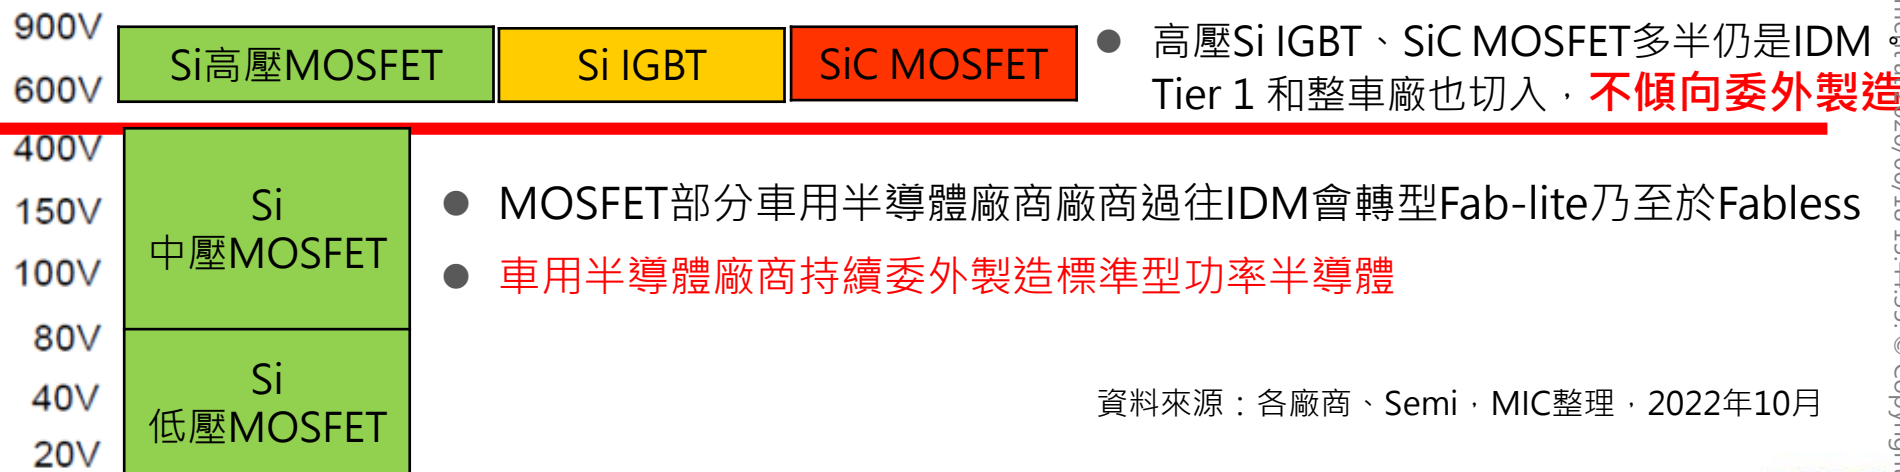 900V
Si高壓MOSFET
Si IGBT
SiC MOSFET
● 高壓Si IGBT、SiC MOSFET多半仍是IDM。
600V
Tier 1 和整車廠也切入，不傾向委外製造
400V
150V
Si
中壓MOSFET
● MOSFET部分車用半導體廠商廠商過往IDM會轉型Fab-lite乃至於Fabless
100V
● 車用半導體廠商持續委外製造標準型功率半導體
80V
Si
低壓MOSFET
40V
資料來源：各廠商、Semi，MIC整理，2022年10月
20V